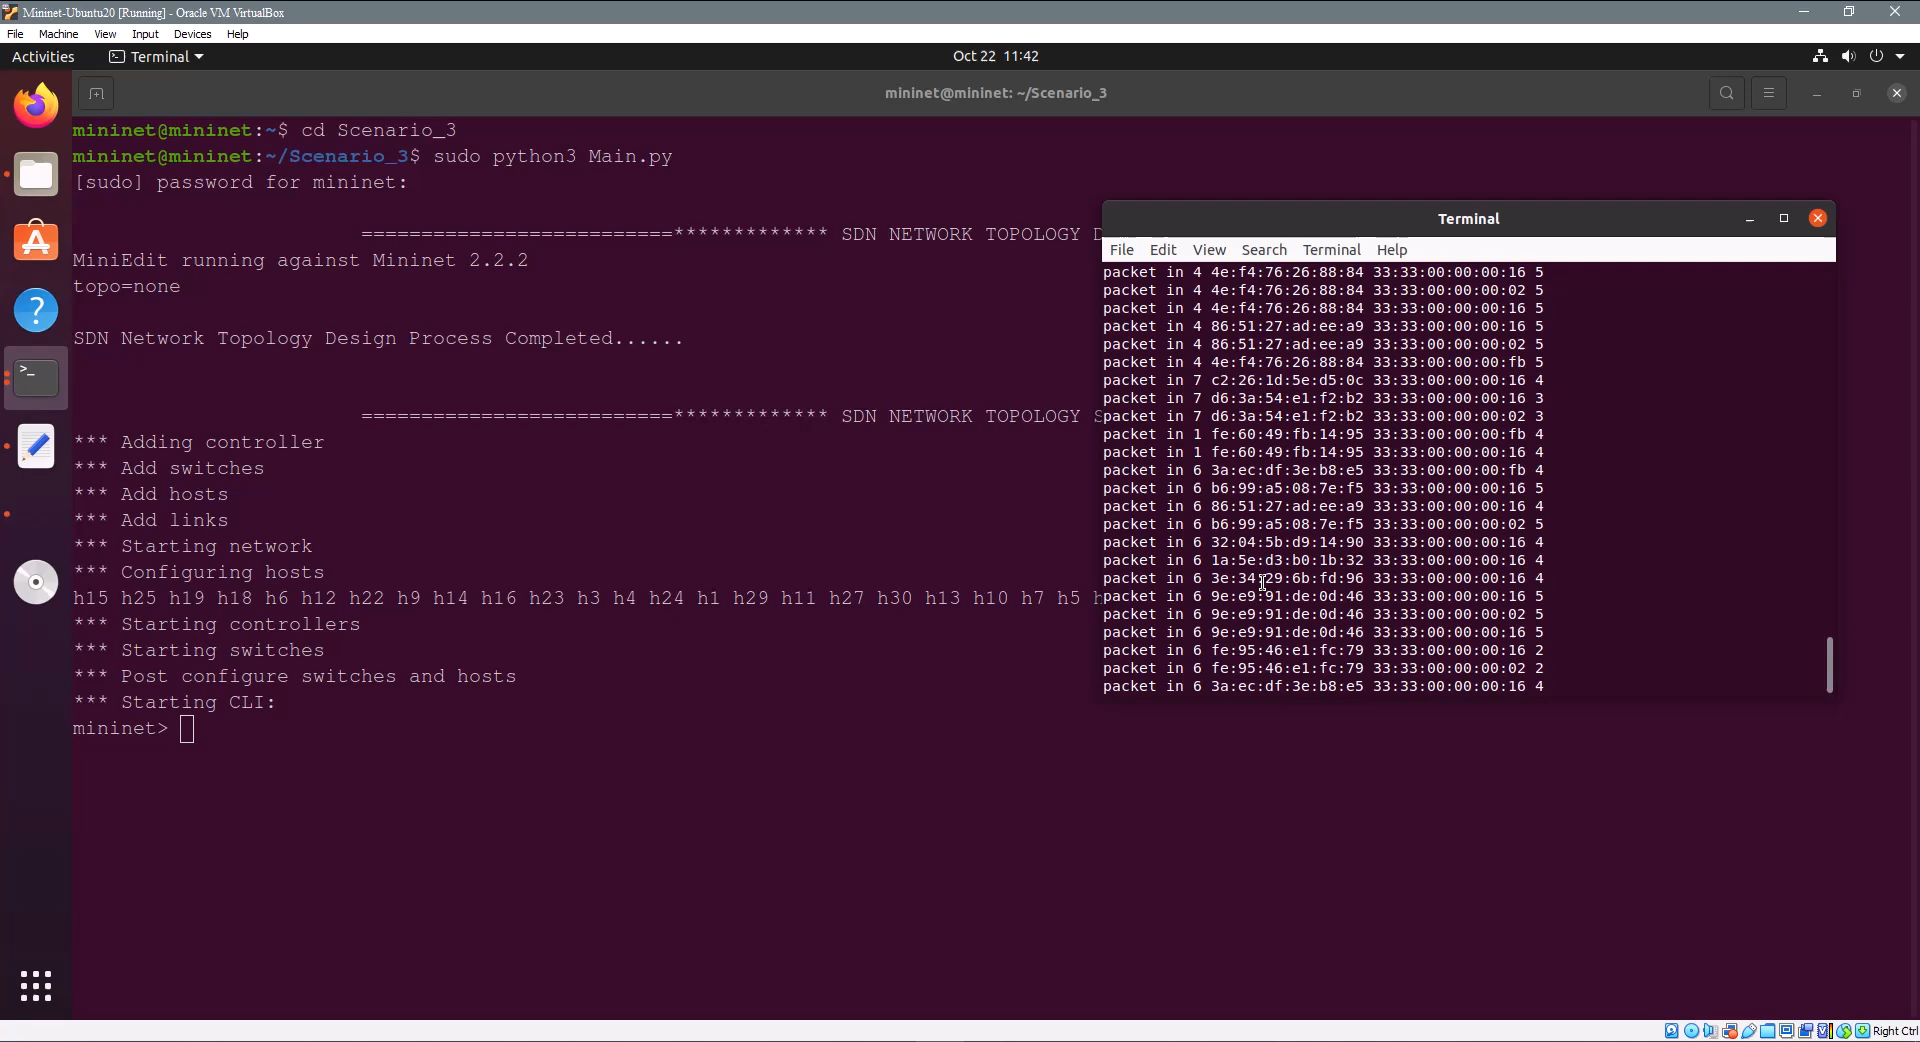 Mininet-Ubuntu20 [Running] - Oracle VM VirtualBox
File Machine View Input Devices Help
Activities Terminal Oct 22 11:42
mininet@mininet: ~/Scenario_3
mininet@mininet:~$ cd Scenario_3
mininet@mininet:~/Scenario_3$ sudo python3 Main.py
[sudo] password for mininet:
===========================************* SDN NETWORK TOPOLOGY D
MiniEdit running against Mininet 2.2.2
topo=none
SDN Network Topology Design Process Completed......
===========================************* SDN NETWORK TOPOLOGY S
*** Adding controller
*** Add switches
*** Add hosts
*** Add links
*** Starting network
*** Configuring hosts
h15 h25 h19 h18 h6 h12 h22 h9 h14 h16 h23 h3 h4 h24 h1 h29 h11 h27 h30 h13 h10 h7 h5 h
*** Starting controllers
*** Starting switches
*** Post configure switches and hosts
*** Starting CLI:
mininet>
Terminal
File Edit View Search Terminal Help
packet in 4 4e:f4:76:26:88:84 33:33:00:00:00:16 5
packet in 4 4e:f4:76:26:88:84 33:33:00:00:00:02 5
packet in 4 4e:f4:76:26:88:84 33:33:00:00:00:16 5
packet in 4 86:51:27:ad:ee:a9 33:33:00:00:00:16 5
packet in 4 86:51:27:ad:ee:a9 33:33:00:00:00:02 5
packet in 4 4e:f4:76:26:88:84 33:33:00:00:00:fb 5
packet in 7 c2:26:1d:5e:d5:0c 33:33:00:00:00:16 4
packet in 7 d6:3a:54:e1:f2:b2 33:33:00:00:00:16 3
packet in 7 d6:3a:54:e1:f2:b2 33:33:00:00:00:02 3
packet in 1 fe:60:49:fb:14:95 33:33:00:00:00:fb 4
packet in 1 fe:60:49:fb:14:95 33:33:00:00:00:16 4
packet in 6 3a:ec:df:3e:b8:e5 33:33:00:00:00:fb 4
packet in 6 b6:99:a5:08:7e:f5 33:33:00:00:00:16 5
packet in 6 86:51:27:ad:ee:a9 33:33:00:00:00:16 4
packet in 6 b6:99:a5:08:7e:f5 33:33:00:00:00:02 5
packet in 6 32:04:5b:d9:14:90 33:33:00:00:00:16 4
packet in 6 1a:5e:d3:b0:1b:32 33:33:00:00:00:16 4
packet in 6 3e:34:29:6b:fd:96 33:33:00:00:00:16 4
packet in 6 9e:e9:91:de:0d:46 33:33:00:00:00:16 5
packet in 6 9e:e9:91:de:0d:46 33:33:00:00:00:02 5
packet in 6 9e:e9:91:de:0d:46 33:33:00:00:00:16 5
packet in 6 fe:95:46:e1:fc:79 33:33:00:00:00:16 2
packet in 6 fe:95:46:e1:fc:79 33:33:00:00:00:02 2
packet in 6 3a:ec:df:3e:b8:e5 33:33:00:00:00:16 4
Right Ctrl